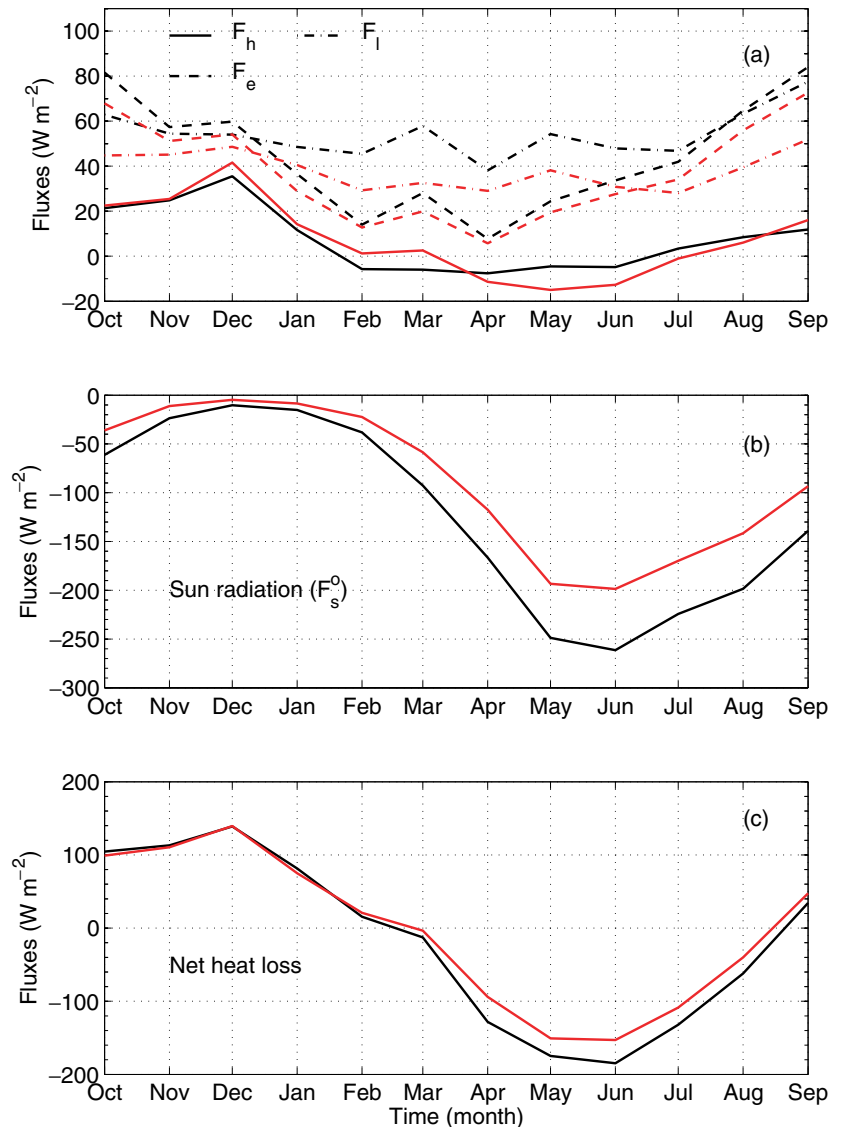 F_h F_l
F_e
(a)
Fluxes (W m⁻²)
100
80
60
40
20
0
−20
Oct Nov Dec Jan Feb Mar Apr May Jun Jul Aug Sep
(b)
Fluxes (W m⁻²)
0
−50
−100
−150
−200
−250
−300
Sun radiation (F_s^o)
Oct Nov Dec Jan Feb Mar Apr May Jun Jul Aug Sep
(c)
Fluxes (W m⁻²)
200
100
0
−100
−200
Net heat loss
Oct Nov Dec Jan Feb Mar Apr May Jun Jul Aug Sep
Time (month)